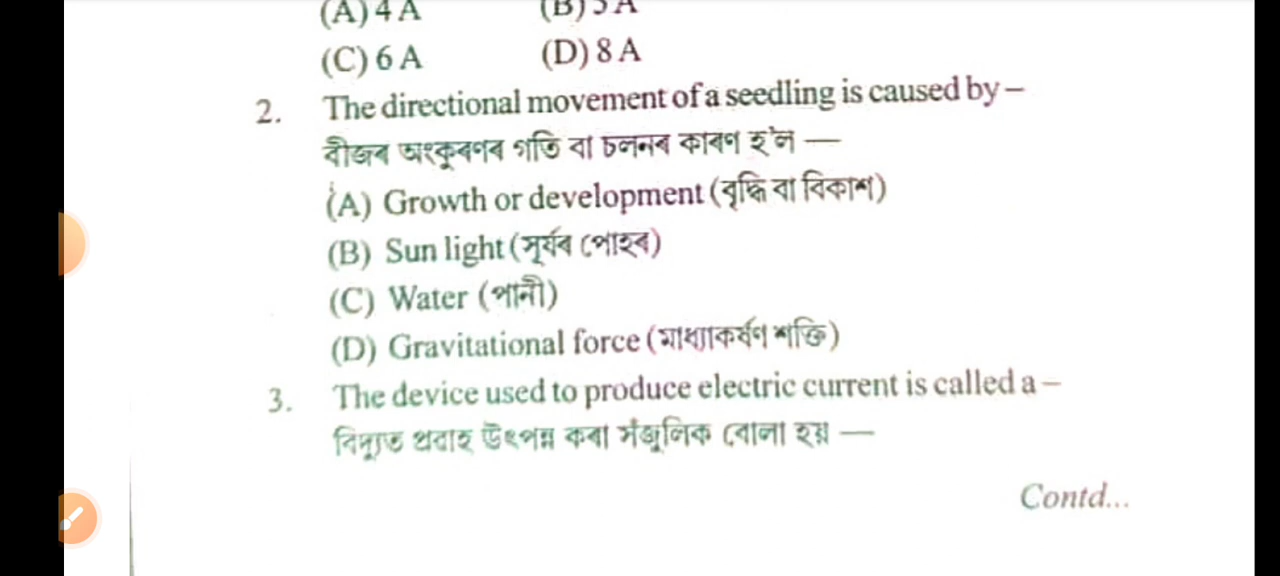 (A) 4 A (B) 5 A
(C) 6 A (D) 8 A
2. The directional movement of a seedling is caused by –
বীজৰ অংকুৰণৰ গতি বা চলনৰ কাৰণ হ'ল —
(A) Growth or development (বৃদ্ধি বা বিকাশ)
(B) Sun light (সূৰ্যৰ পোহৰ)
(C) Water (পানী)
(D) Gravitational force (মাধ্যাকৰ্ষণ শক্তি)
3. The device used to produce electric current is called a –
বিদ্যুত প্ৰবাহ উৎপন্ন কৰা সঁজুলিক বোলা হয় —
Contd...